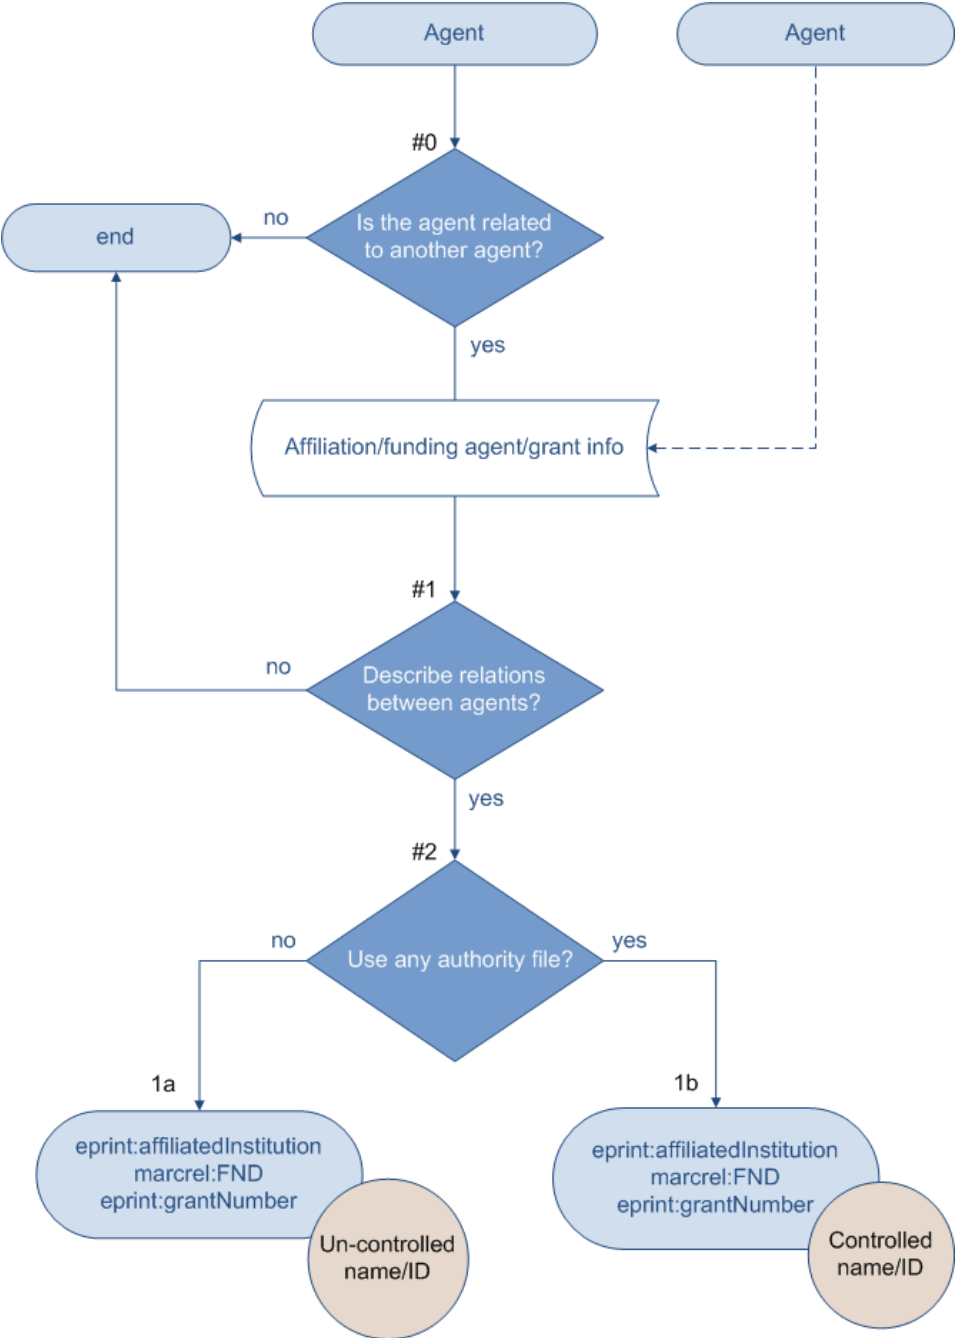 Agent
Agent
#0
Is the agent related
to another agent?
no
end
yes
Affiliation/funding agent/grant info
#1
Describe relations
between agents?
no
yes
#2
Use any authority file?
no
yes
1a
1b
eprint:affiliatedInstitution
marcrel:FND
eprint:grantNumber
eprint:affiliatedInstitution
marcrel:FND
eprint:grantNumber
Un-controlled
name/ID
Controlled
name/ID